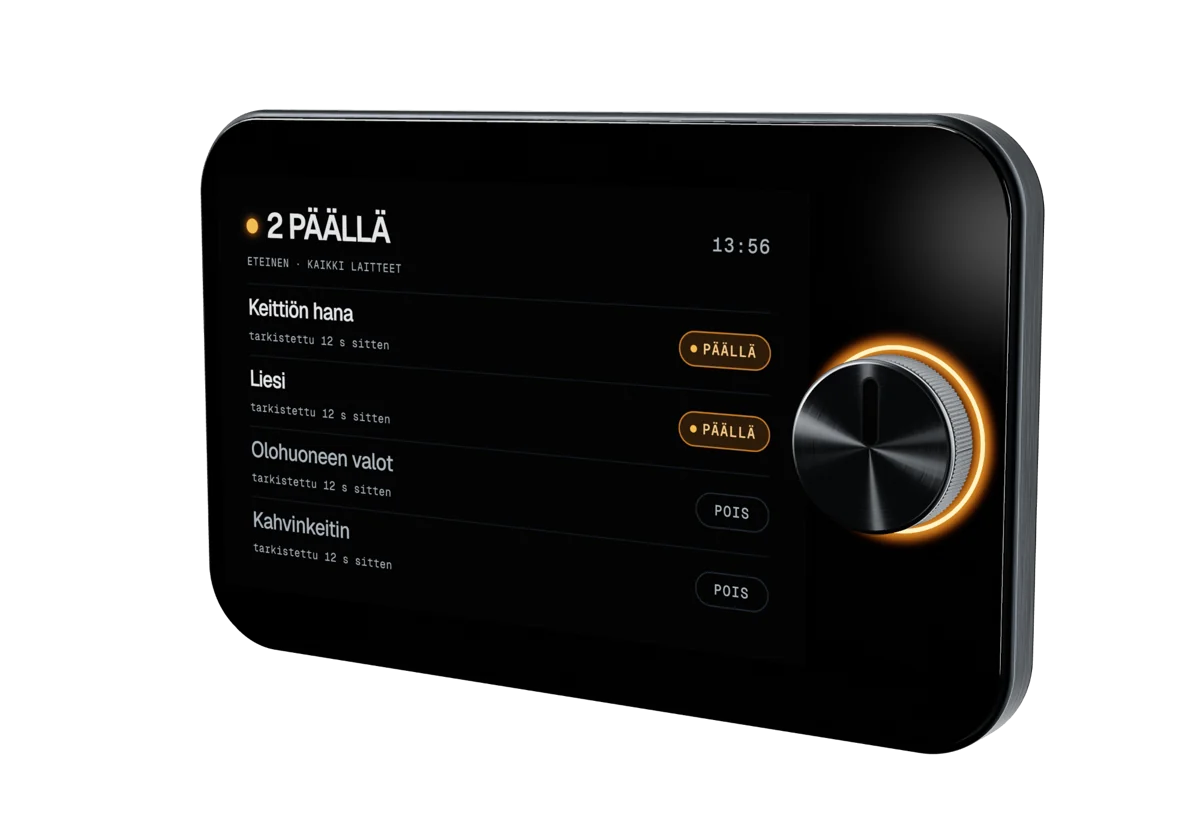 2 PÄÄLLÄ
13:56
ETEINEN · KAIKKI LAITTEET
Keittiön hana
tarkistettu 12 s sitten
PÄÄLLÄ
Liesi
tarkistettu 12 s sitten
PÄÄLLÄ
Olohuoneen valot
tarkistettu 12 s sitten
POIS
Kahvinkeitin
tarkistettu 12 s sitten
POIS